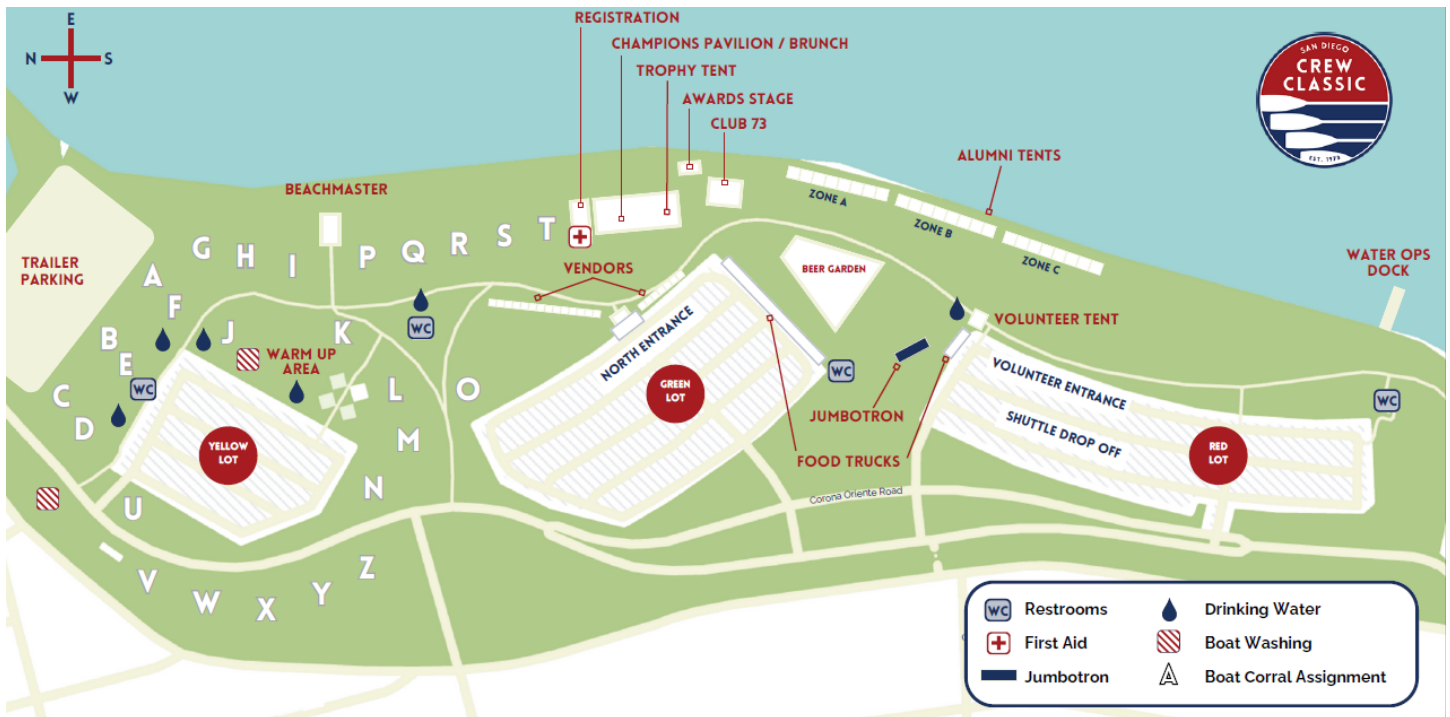 E
N
S
W
REGISTRATION
CHAMPIONS PAVILION / BRUNCH
TROPHY TENT
AWARDS STAGE
CLUB 73
SAN DIEGO
CREW
CLASSIC
EST. 1973
ALUMNI TENTS
BEACHMASTER
ZONE A
ZONE B
ZONE C
TRAILER
PARKING
WATER OPS
DOCK
G
H
I
P
Q
R
S
T
A
F
J
K
B
E
C
D
L
O
M
N
U
V
W
X
Y
Z
VENDORS
BEER GARDEN
VOLUNTEER TENT
WC
WARM UP
AREA
NORTH ENTRANCE
GREEN
LOT
WC
WC
JUMBOTRON
VOLUNTEER ENTRANCE
SHUTTLE DROP OFF
WC
YELLOW
LOT
RED
LOT
FOOD TRUCKS
Corona Oriente Road
WC Restrooms
Drinking Water
First Aid
Boat Washing
Jumbotron
A Boat Corral Assignment